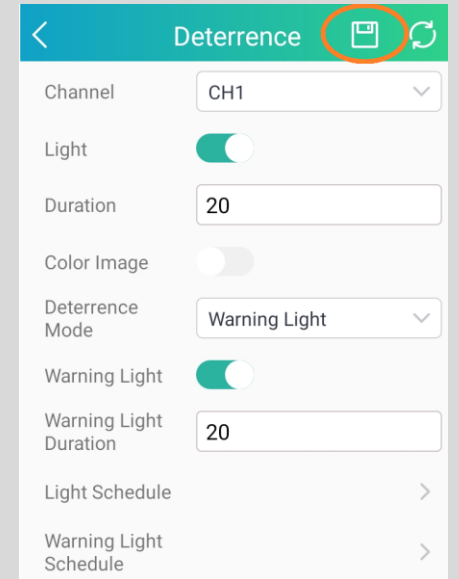 Deterrence
Channel CH1
Light
Duration 20
Color Image
Deterrence
Mode
Warning Light
Warning Light
Warning Light
Duration
20
Light Schedule
Warning Light
Schedule